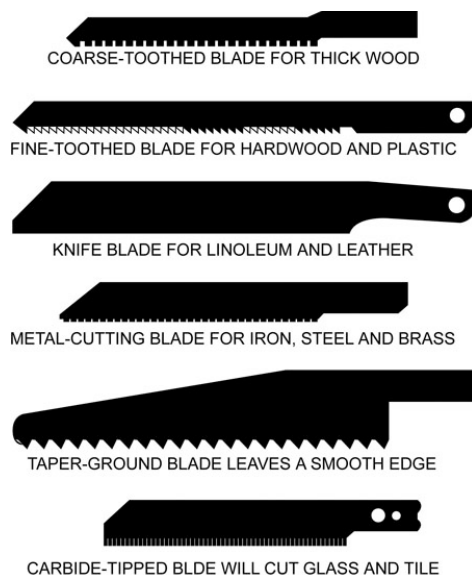 COARSE-TOOTHED BLADE FOR THICK WOOD
FINE-TOOTHED BLADE FOR HARDWOOD AND PLASTIC
KNIFE BLADE FOR LINOLEUM AND LEATHER
METAL-CUTTING BLADE FOR IRON, STEEL AND BRASS
TAPER-GROUND BLADE LEAVES A SMOOTH EDGE
CARBIDE-TIPPED BLDE WILL CUT GLASS AND TILE